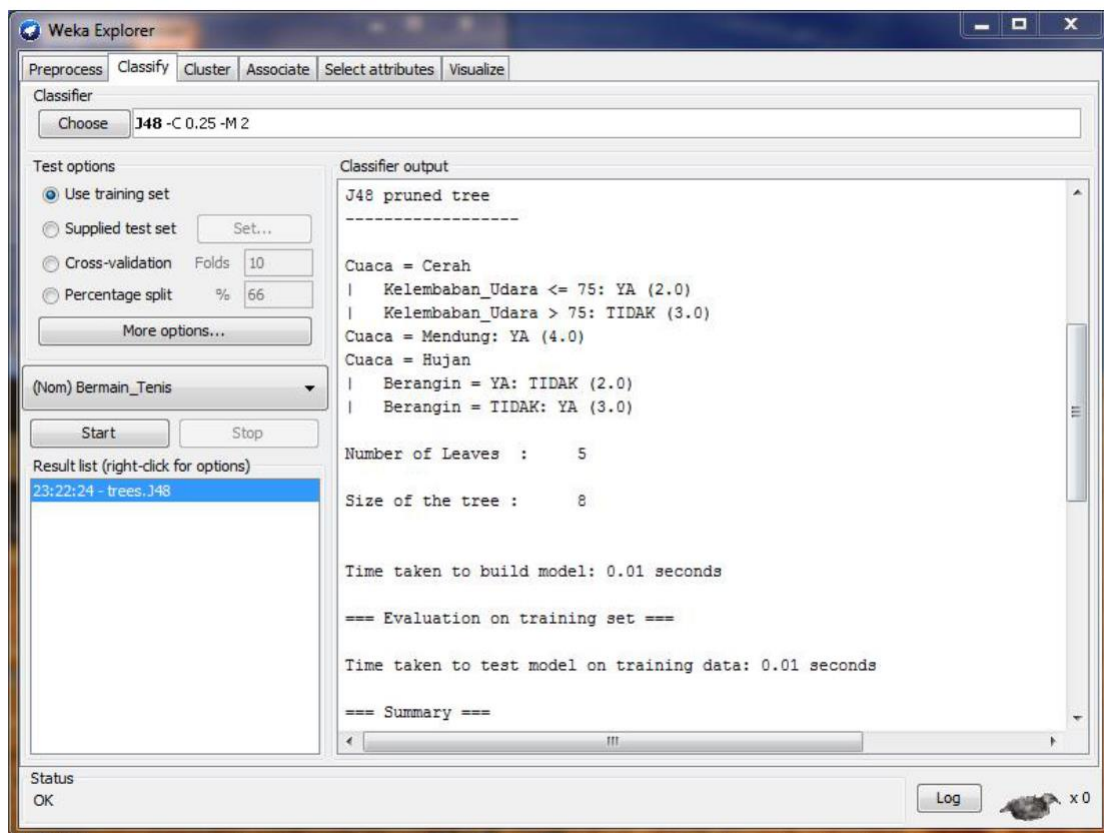 Weka Explorer
Preprocess Classify Cluster Associate Select attributes Visualize
Classifier
Choose J48 -C 0.25 -M 2
Test options
Use training set
Supplied test set Set...
Cross-validation Folds 10
Percentage split % 66
More options...
(Nom) Bermain_Tenis
Start Stop
Result list (right-click for options)
23:22:24 - trees.J48
Classifier output
J48 pruned tree
------------------
Cuaca = Cerah
|   Kelembaban_Udara <= 75: YA (2.0)
|   Kelembaban_Udara > 75: TIDAK (3.0)
Cuaca = Mendung: YA (4.0)
Cuaca = Hujan
|   Berangin = YA: TIDAK (2.0)
|   Berangin = TIDAK: YA (3.0)
Number of Leaves  :     5
Size of the tree :      8
Time taken to build model: 0.01 seconds
=== Evaluation on training set ===
Time taken to test model on training data: 0.01 seconds
=== Summary ===
Status
OK
Log x 0